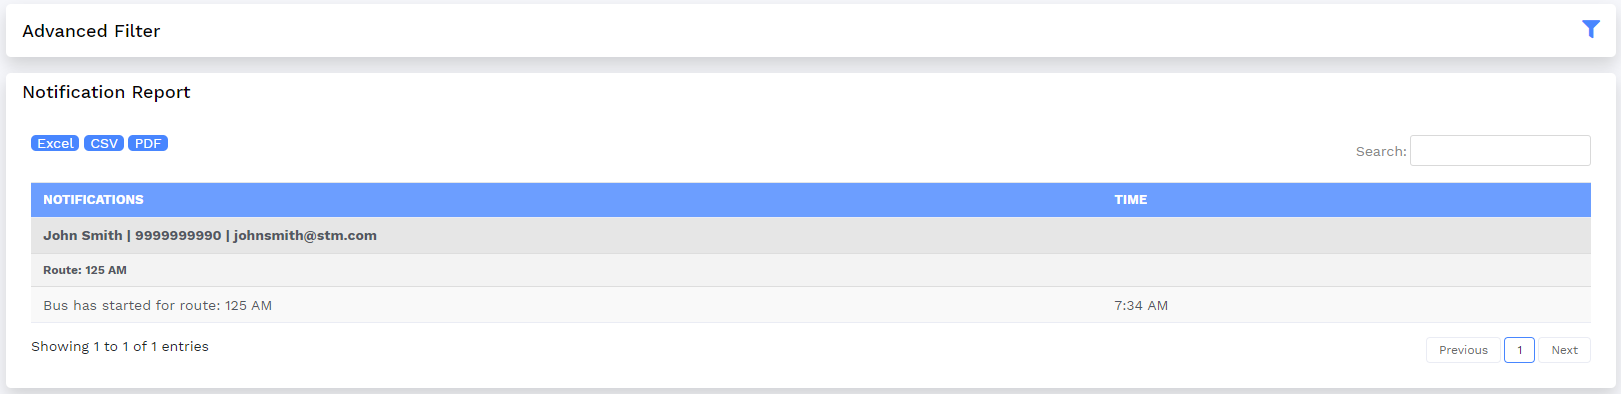 Advanced Filter
Notification Report
Excel CSV PDF
Search:
NOTIFICATIONS TIME
John Smith | 9999999990 | johnsmith@stm.com
Route: 125 AM
Bus has started for route: 125 AM 7:34 AM
Showing 1 to 1 of 1 entries
Previous 1 Next